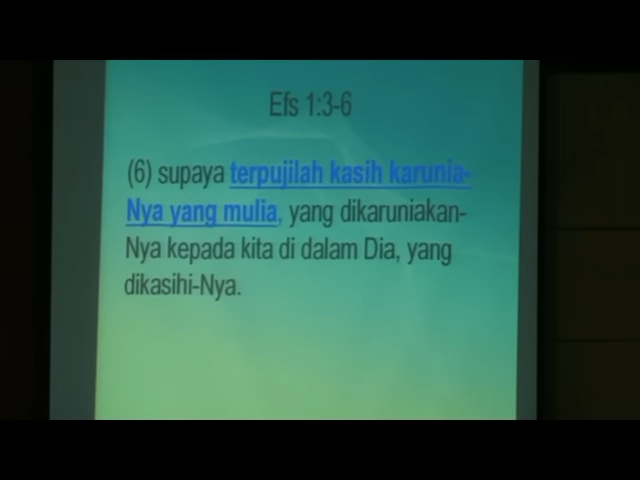 Efs 1:3-6
(6) supaya terpujilah kasih karunia-
Nya yang mulia, yang dikaruniakan-
Nya kepada kita di dalam Dia, yang
dikasihi-Nya.